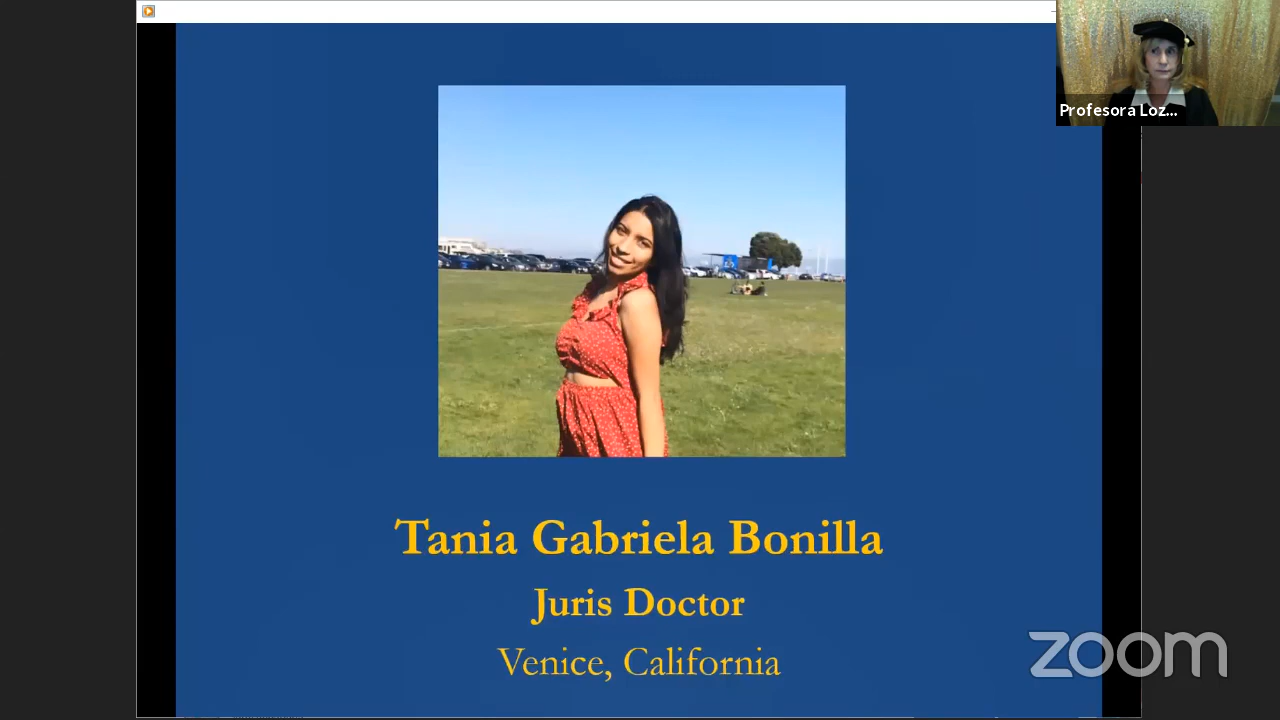 Profesora Loz...
Tania Gabriela Bonilla
Juris Doctor
Venice, California
zoom